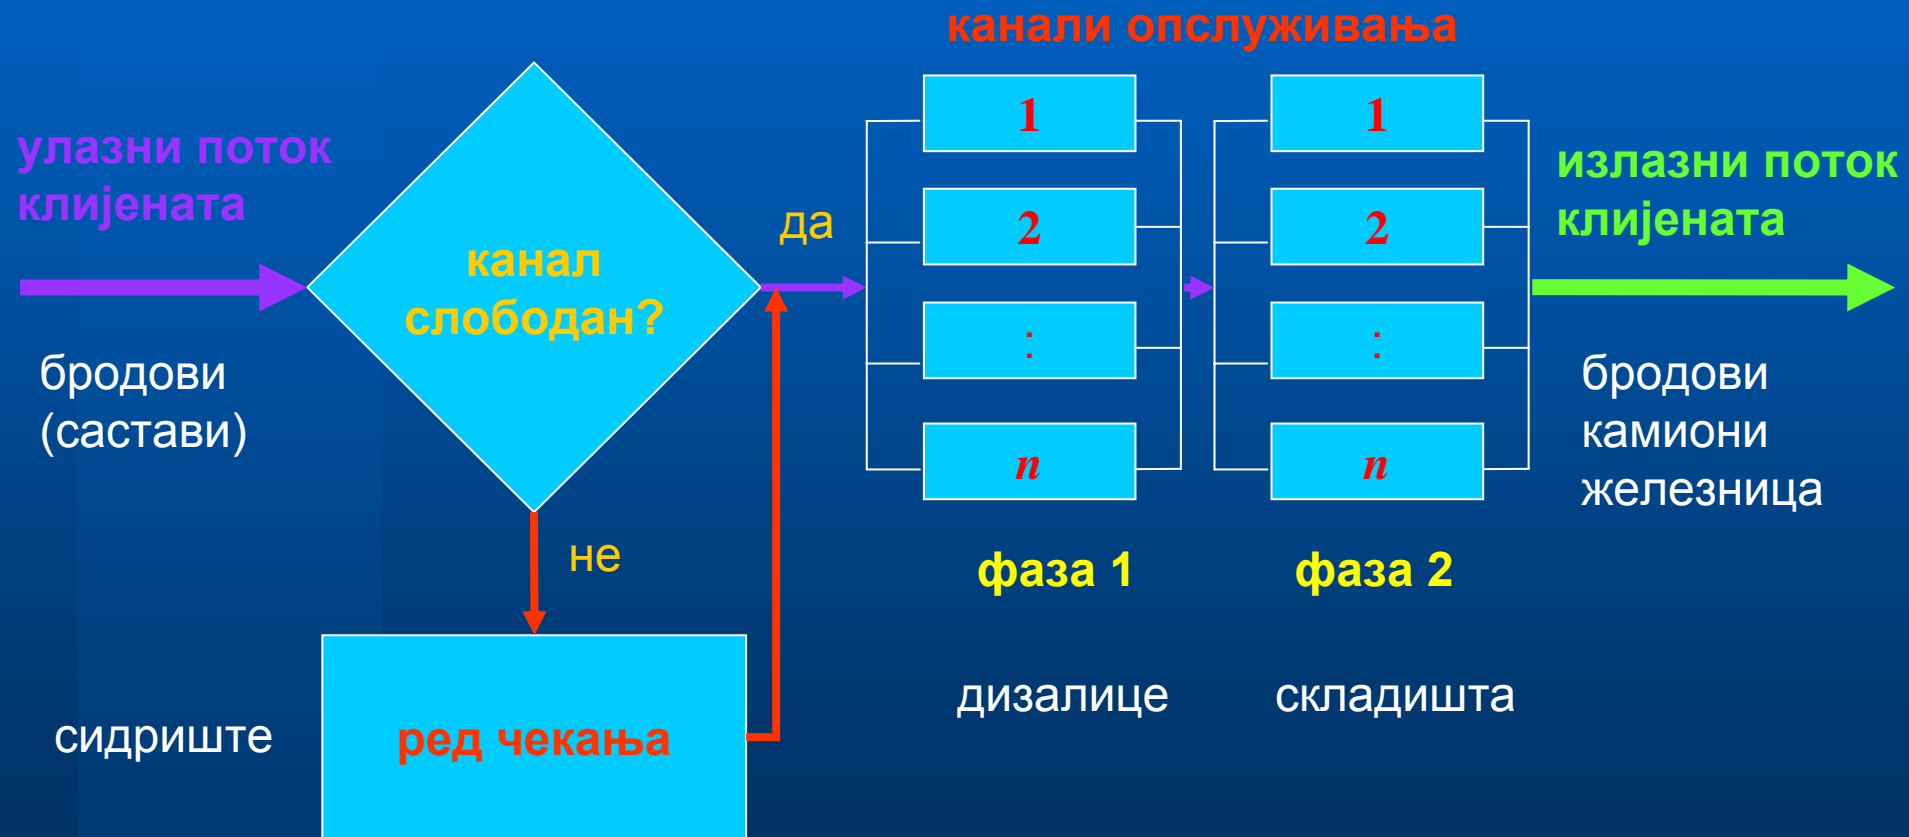 канали опслуживања
улазни поток
клијената
бродови
(састави)
канал
слободан?
да
не
сидриште
ред чекања
1
2
:
n
фаза 1
дизалице
1
2
:
n
фаза 2
складишта
излазни поток
клијената
бродови
камиони
железница